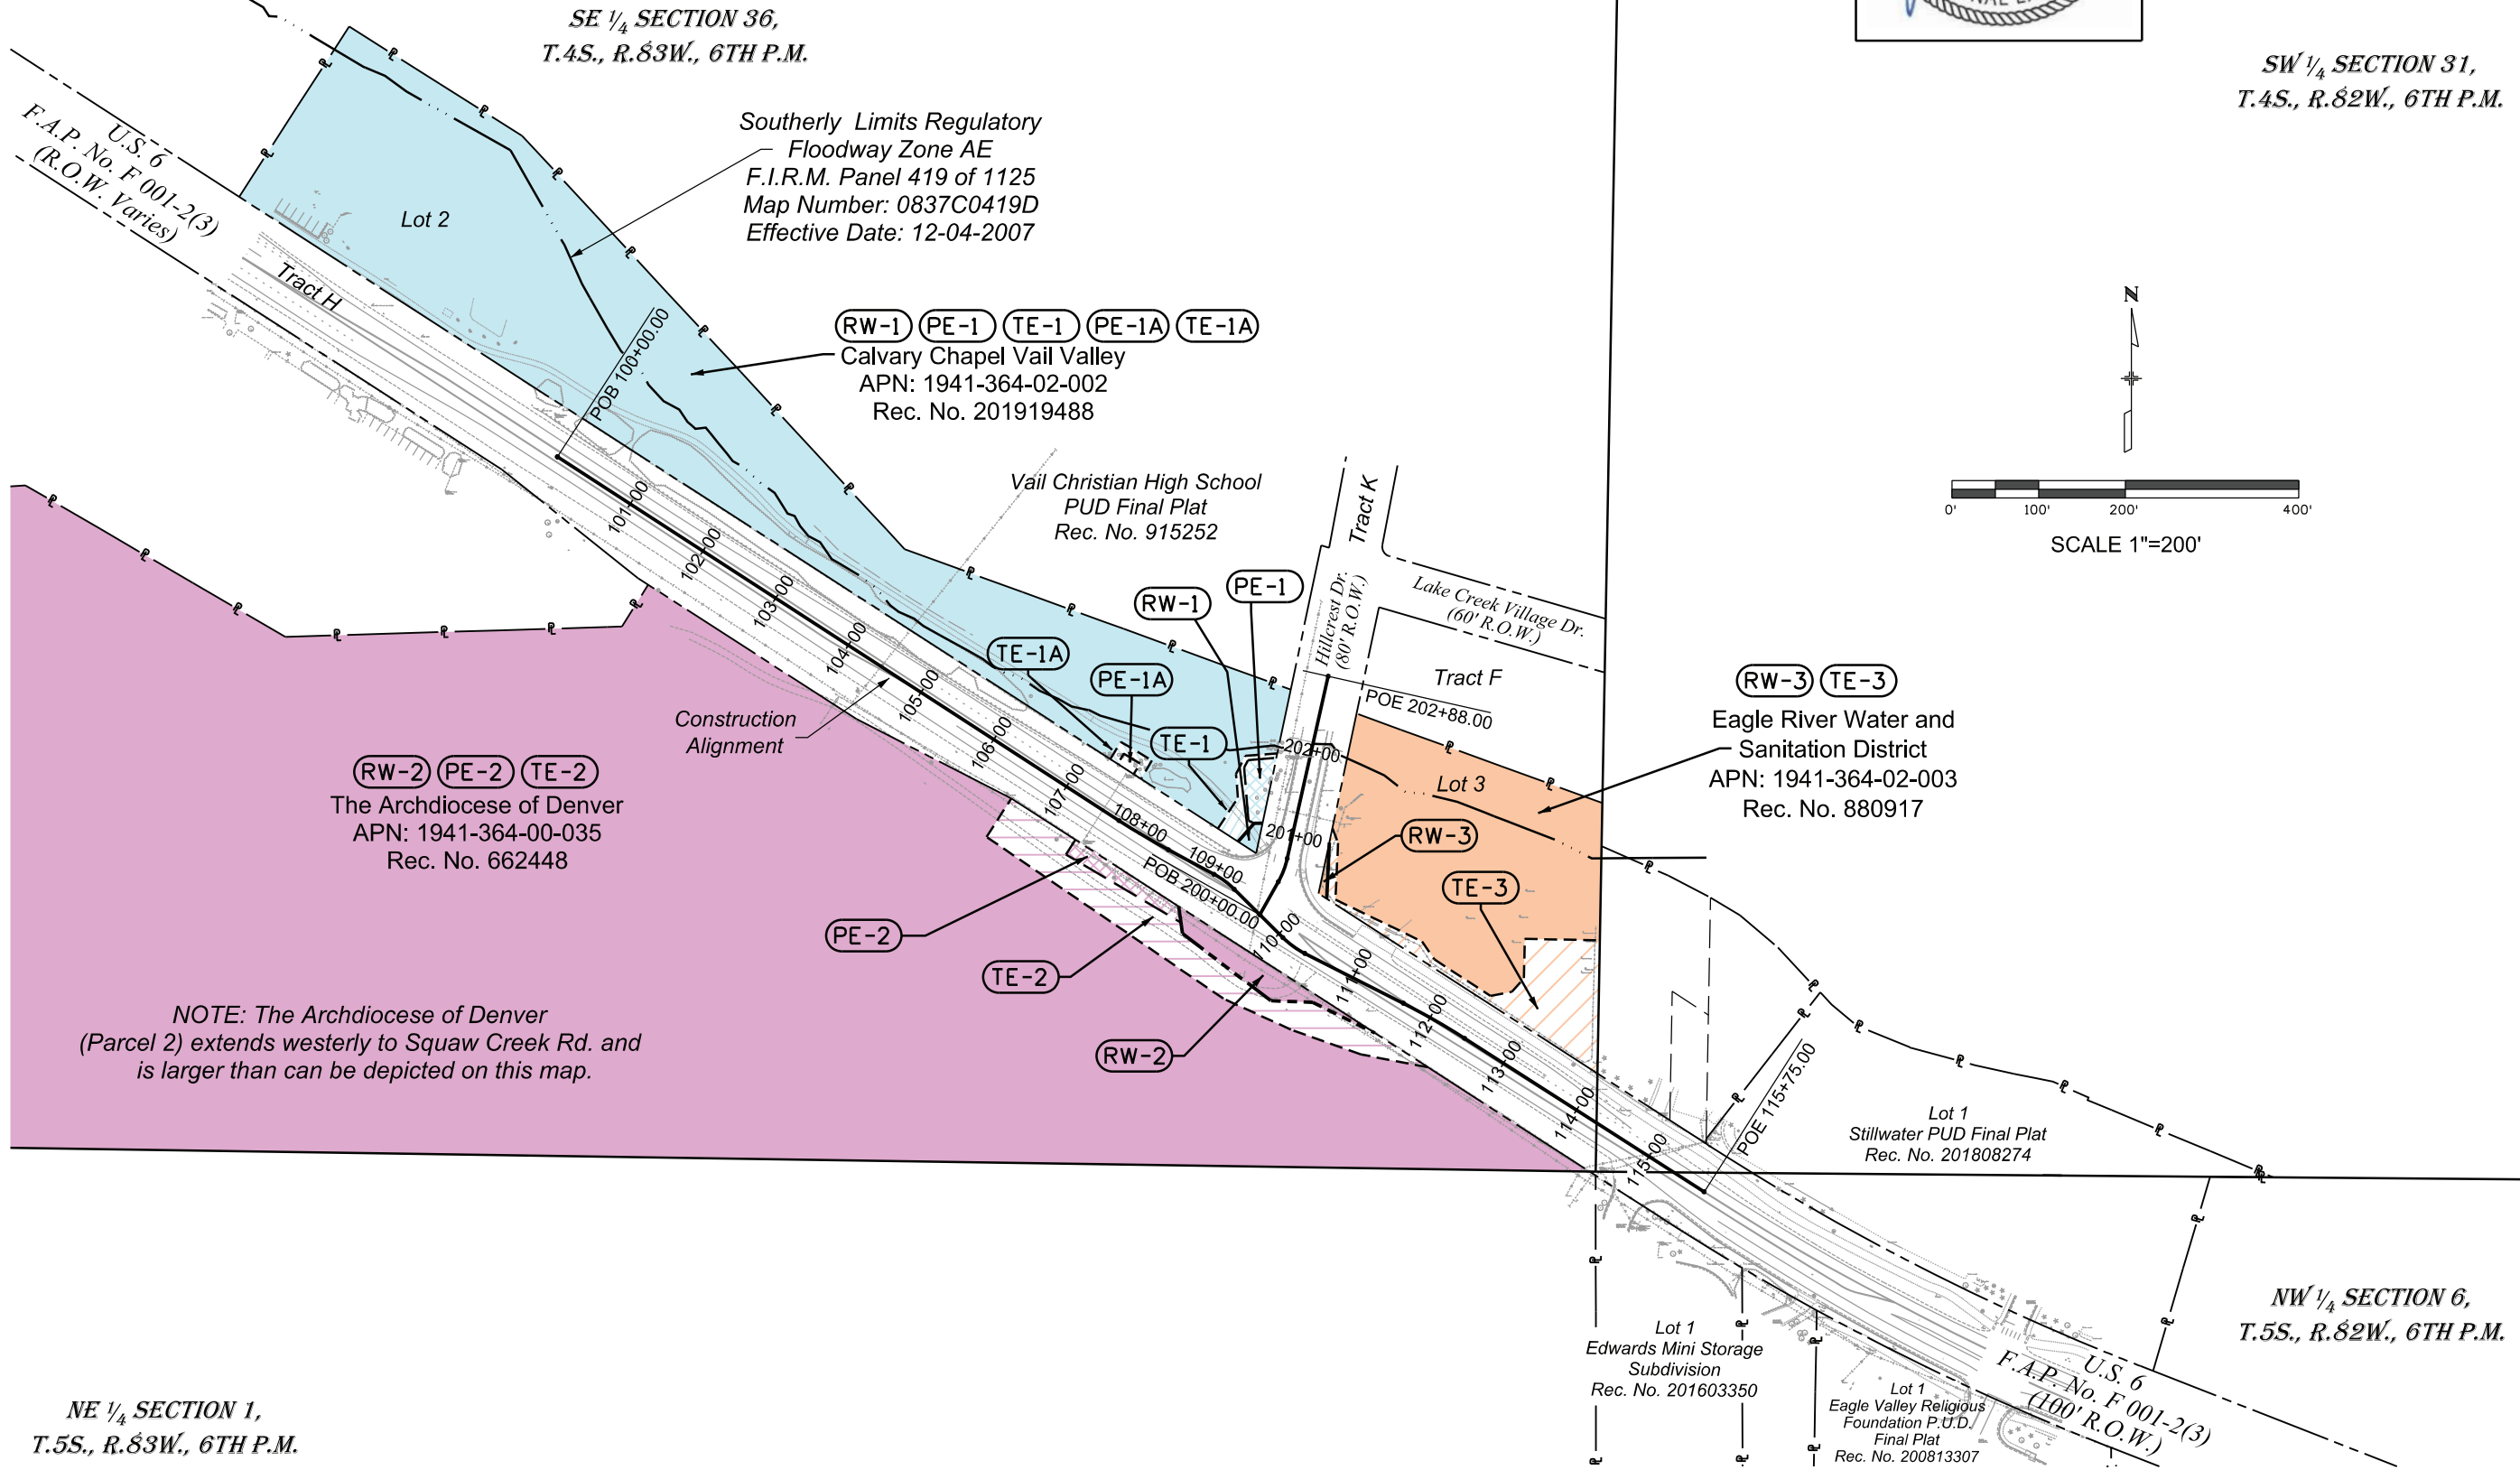 SE 1/4 SECTION 36,
T.4S., R.83W., 6TH P.M.
SW 1/4 SECTION 31,
T.4S., R.82W., 6TH P.M.
U.S. 6
F.A.P. No. F 001-2(3)
(R.O.W. Varies)
Lot 2
Tract H
Southerly Limits Regulatory
Floodway Zone AE
F.I.R.M. Panel 419 of 1125
Map Number: 0837C0419D
Effective Date: 12-04-2007
RW-1 PE-1 TE-1 PE-1A TE-1A
Calvary Chapel Vail Valley
APN: 1941-364-02-002
Rec. No. 201919488
N
0' 100' 200' 400'
SCALE 1"=200'
POB 100+00.00
101+00
102+00
103+00
104+00
105+00
106+00
107+00
108+00
109+00
110+00
111+00
112+00
113+00
114+00
115+00
POE 115+75.00
Vail Christian High School
PUD Final Plat
Rec. No. 915252
Tract K
Hillcrest Dr.
(80' R.O.W.)
Lake Creek Village Dr.
(60' R.O.W.)
Tract F
POE 202+88.00
202+00
201+00
POB 200+00.00
RW-1
PE-1
TE-1A
PE-1A
TE-1
Construction
Alignment
RW-3 TE-3
Eagle River Water and
Sanitation District
APN: 1941-364-02-003
Rec. No. 880917
Lot 3
RW-3
TE-3
RW-2 PE-2 TE-2
The Archdiocese of Denver
APN: 1941-364-00-035
Rec. No. 662448
PE-2
TE-2
RW-2
NOTE: The Archdiocese of Denver
(Parcel 2) extends westerly to Squaw Creek Rd. and
is larger than can be depicted on this map.
Lot 1
Stillwater PUD Final Plat
Rec. No. 201808274
Lot 1
Edwards Mini Storage
Subdivision
Rec. No. 201603350
Lot 1
Eagle Valley Religious
Foundation P.U.D.
Final Plat
Rec. No. 200813307
U.S. 6
F.A.P. No. F 001-2(3)
(100' R.O.W.)
NW 1/4 SECTION 6,
T.5S., R.82W., 6TH P.M.
NE 1/4 SECTION 1,
T.5S., R.83W., 6TH P.M.